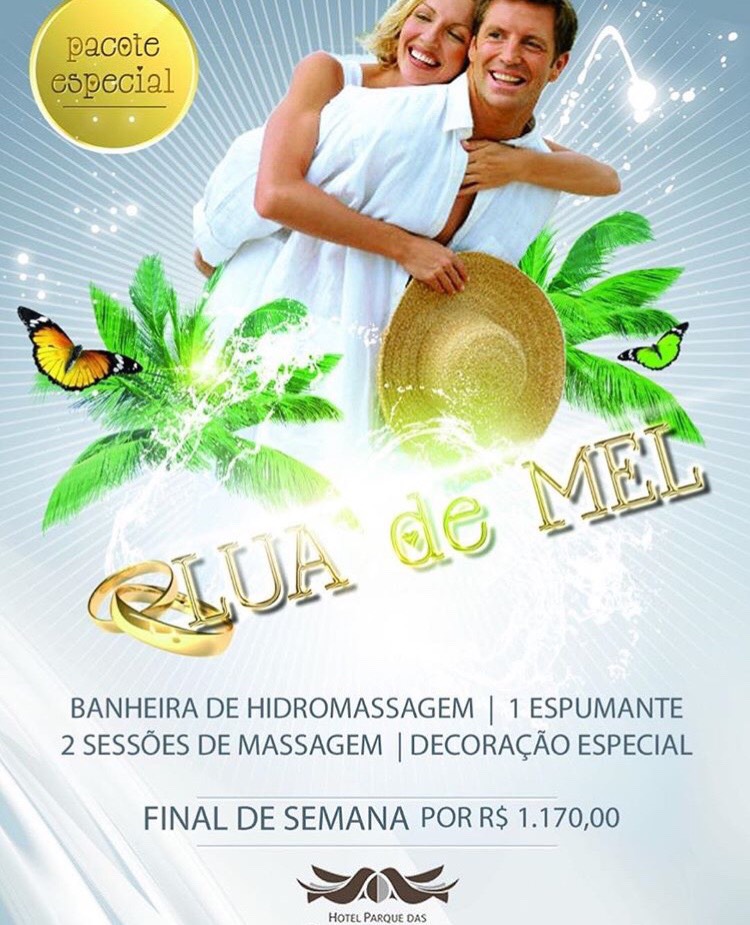 pacote
especial
LUA de MEL
BANHEIRA DE HIDROMASSAGEM | 1 ESPUMANTE
2 SESSÕES DE MASSAGEM | DECORAÇÃO ESPECIAL
FINAL DE SEMANA POR R$ 1.170,00
HOTEL PARQUE DAS